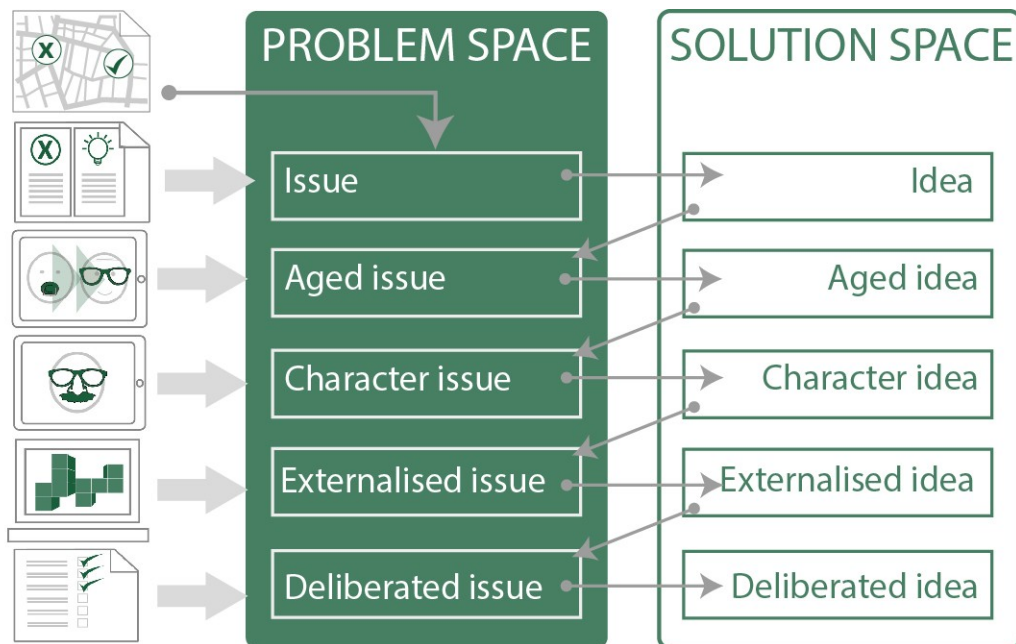 PROBLEM SPACE
SOLUTION SPACE
X
X
Issue
Idea
Aged issue
Aged idea
Character issue
Character idea
Externalised issue
Externalised idea
Deliberated issue
Deliberated idea